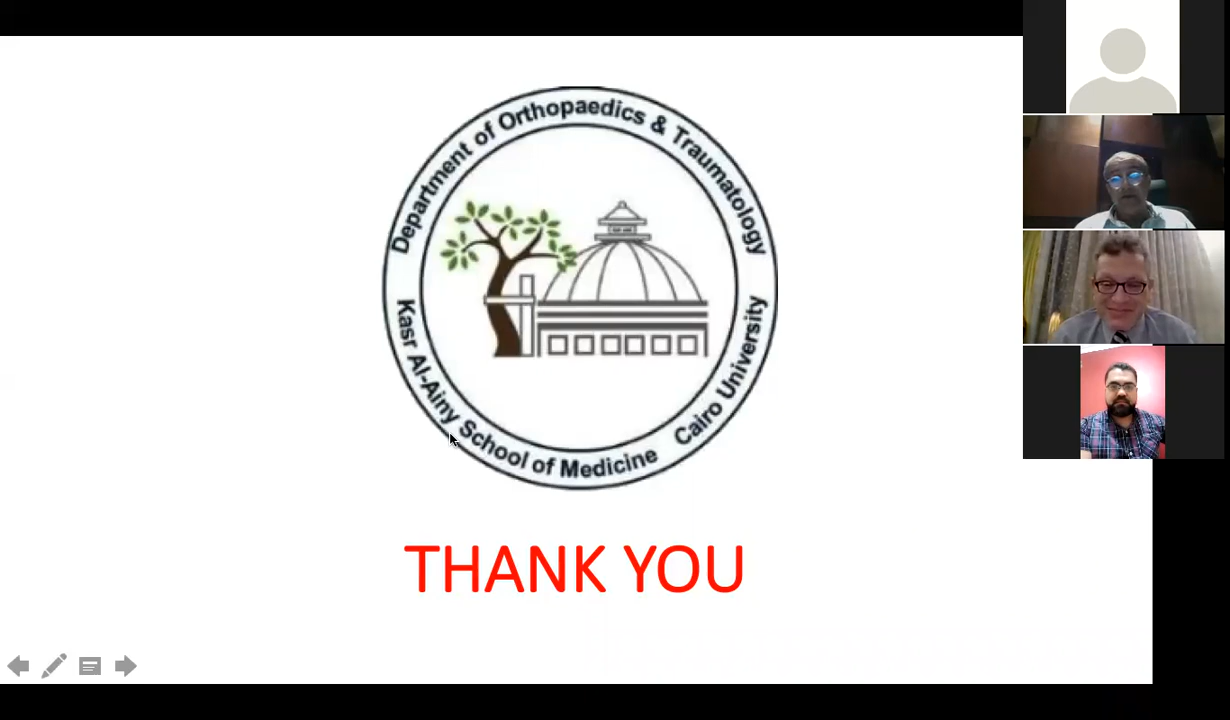 Department of Orthopaedics & Traumatology
Kasr Al-Ainy School of Medicine Cairo University
THANK YOU